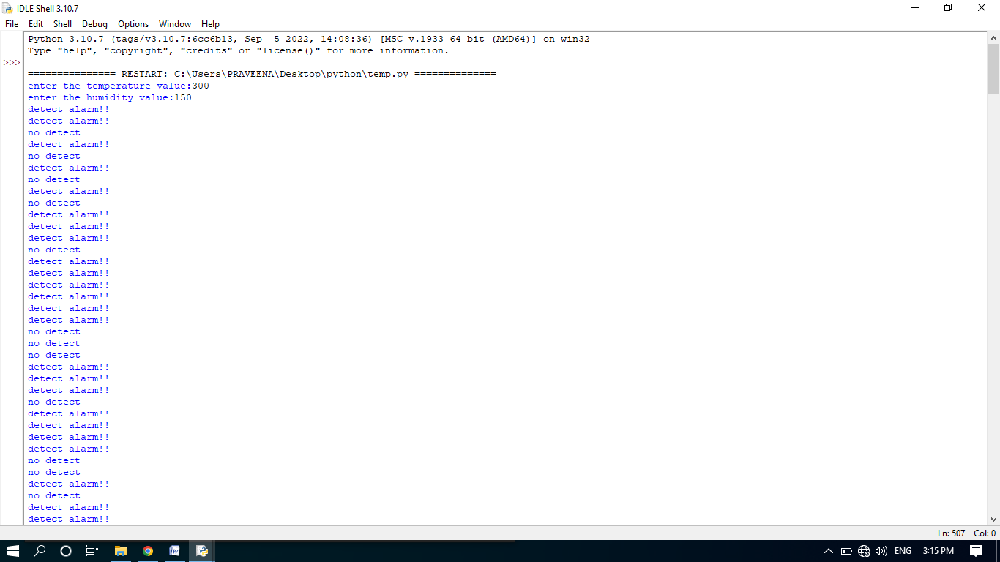 IDLE Shell 3.10.7
File Edit Shell Debug Options Window Help
Python 3.10.7 (tags/v3.10.7:6cc6b13, Sep  5 2022, 14:08:36) [MSC v.1933 64 bit (AMD64)] on win32
Type "help", "copyright", "credits" or "license()" for more information.
>>>
=============== RESTART: C:\Users\PRAVEENA\Desktop\python\temp.py ==============
enter the temperature value:300
enter the humidity value:150
detect alarm!!
detect alarm!!
no detect
detect alarm!!
no detect
detect alarm!!
no detect
detect alarm!!
no detect
detect alarm!!
detect alarm!!
detect alarm!!
no detect
detect alarm!!
detect alarm!!
detect alarm!!
detect alarm!!
detect alarm!!
detect alarm!!
no detect
no detect
no detect
detect alarm!!
detect alarm!!
detect alarm!!
no detect
detect alarm!!
detect alarm!!
detect alarm!!
detect alarm!!
no detect
no detect
detect alarm!!
no detect
detect alarm!!
detect alarm!!
Ln: 507 Col: 0
ENG 3:15 PM